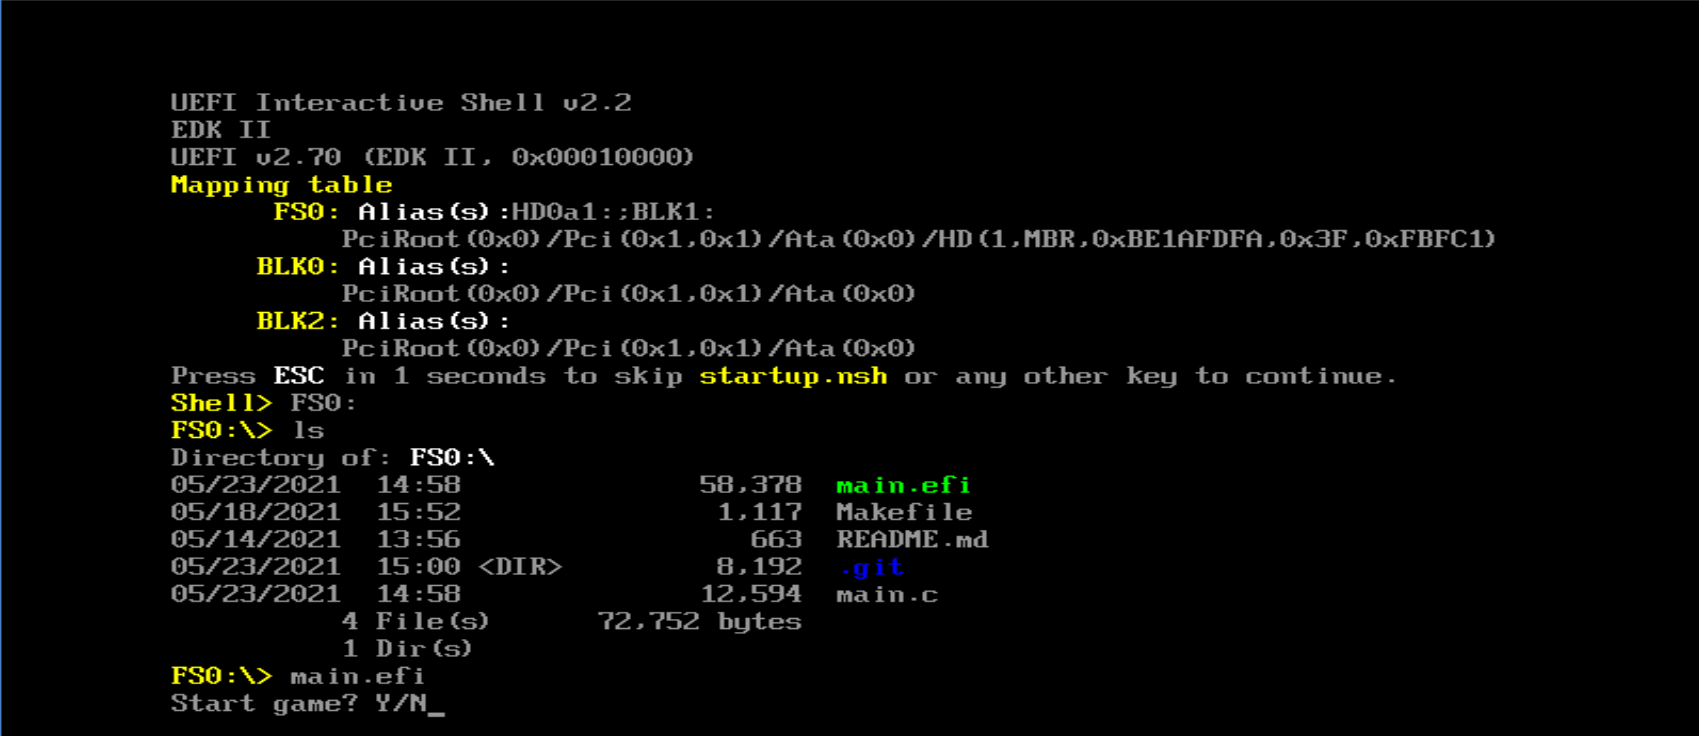 UEFI Interactive Shell v2.2
EDK II
UEFI v2.70 (EDK II, 0x00010000)
Mapping table
FS0: Alias(s):HD0a1:;BLK1:
PciRoot(0x0)/Pci(0x1,0x1)/Ata(0x0)/HD(1,MBR,0xBE1AFDFA,0x3F,0xFBFC1)
BLK0: Alias(s):
PciRoot(0x0)/Pci(0x1,0x1)/Ata(0x0)
BLK2: Alias(s):
PciRoot(0x0)/Pci(0x1,0x1)/Ata(0x0)
Press ESC in 1 seconds to skip startup.nsh or any other key to continue.
Shell> FS0:
FS0:\> ls
Directory of: FS0:\
05/23/2021  14:58              58,378  main.efi
05/18/2021  15:52               1,117  Makefile
05/14/2021  13:56                 663  README.md
05/23/2021  15:00 <DIR>         8,192  .git
05/23/2021  14:58              12,594  main.c
4 File(s)      72,752 bytes
1 Dir(s)
FS0:\> main.efi
Start game? Y/N_